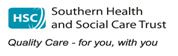 HSC Southern Health
and Social Care Trust
Quality Care - for you, with you